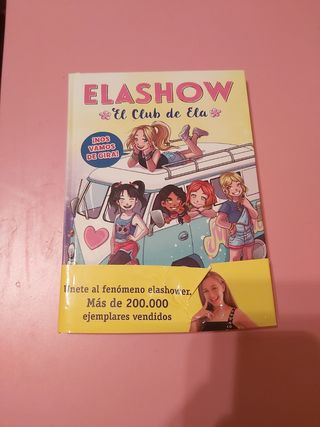 ELASHOW
El Club de Ela
¡NOS
VAMOS
DE GIRA!
Únete al fenómeno elashower.
Más de 200.000
ejemplares vendidos